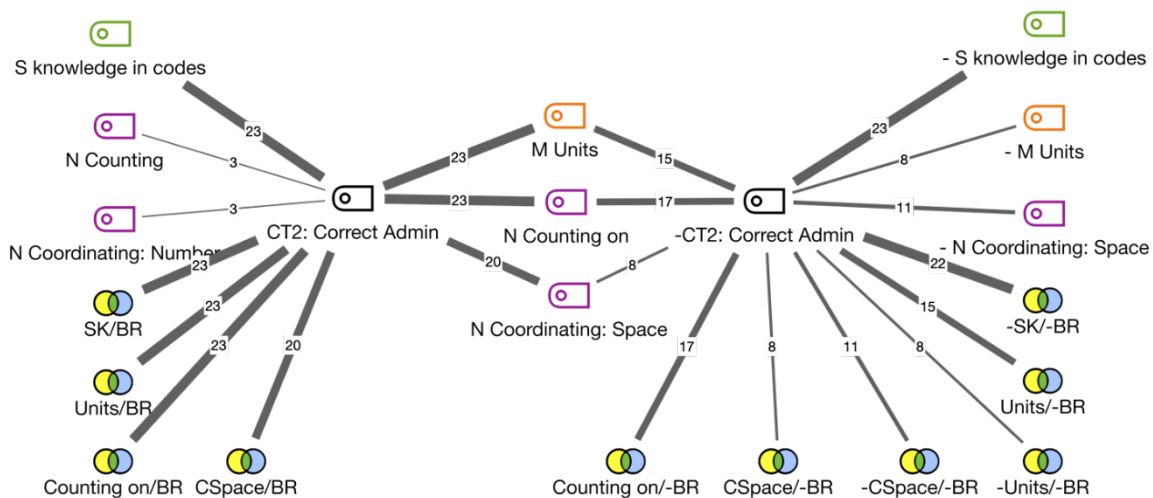 S knowledge in codes
- S knowledge in codes
23
23
M Units
23
15
- M Units
8
N Counting
3
N Counting on
23
17
11
- N Coordinating: Space
3
N Coordinating: Number
CT2: Correct Admin
-CT2: Correct Admin
23
20
8
22
N Coordinating: Space
SK/BR
-SK/-BR
23
15
23
20
17
8
11
8
Units/BR
Units/-BR
Counting on/BR
CSpace/BR
Counting on/-BR
CSpace/-BR
-CSpace/-BR
-Units/-BR